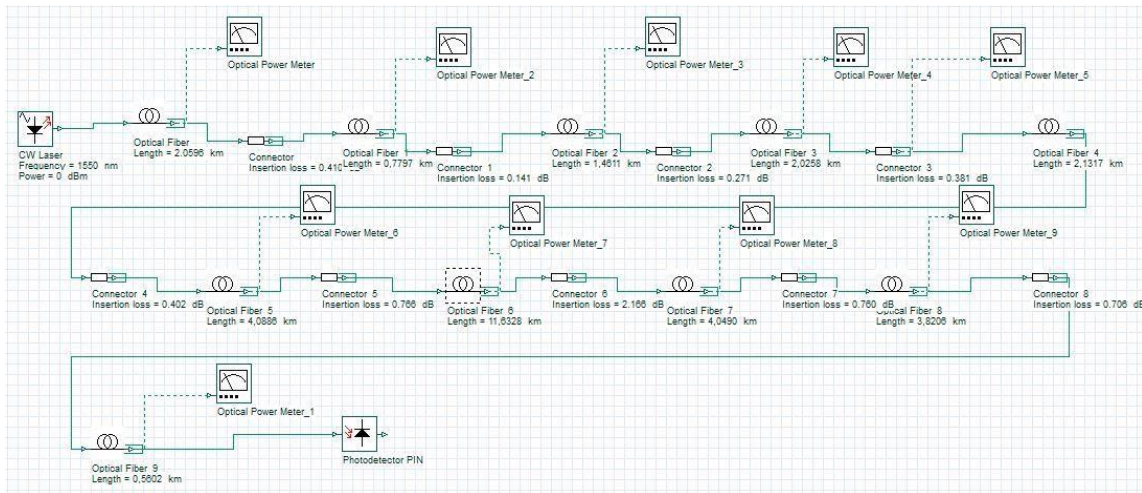 Optical Power Meter
Optical Power Meter_2
Optical Power Meter_3
Optical Power Meter_4
Optical Power Meter_5
CW Laser
Frequency = 1550 nm
Power = 0 dBm
Optical Fiber
Length = 2.0596 km
Connector
Insertion loss = 0.410
Optical Fiber
Length = 0,7797 km
Connector 1
Insertion loss = 0.141 dB
Optical Fiber 2
Length = 1,4611 km
Connector 2
Insertion loss = 0.271 dB
Optical Fiber 3
Length = 2,0258 km
Connector 3
Insertion loss = 0.381 dB
Optical Fiber 4
Length = 2,1317 km
Optical Power Meter_6
Optical Power Meter_7
Optical Power Meter_8
Optical Power Meter_9
Connector 4
Insertion loss = 0.402 dB
Optical Fiber 5
Length = 4,0886 km
Connector 5
Insertion loss = 0.766 dB
Optical Fiber 6
Length = 11,6328 km
Connector 6
Insertion loss = 2.166 dB
Optical Fiber 7
Length = 4,0490 km
Connector 7
Insertion loss = 0.760 dB
Optical Fiber 8
Length = 3,8206 km
Connector 8
Insertion loss = 0.706 dB
Optical Power Meter_1
Optical Fiber 9
Length = 0,5602 km
Photodetector PIN